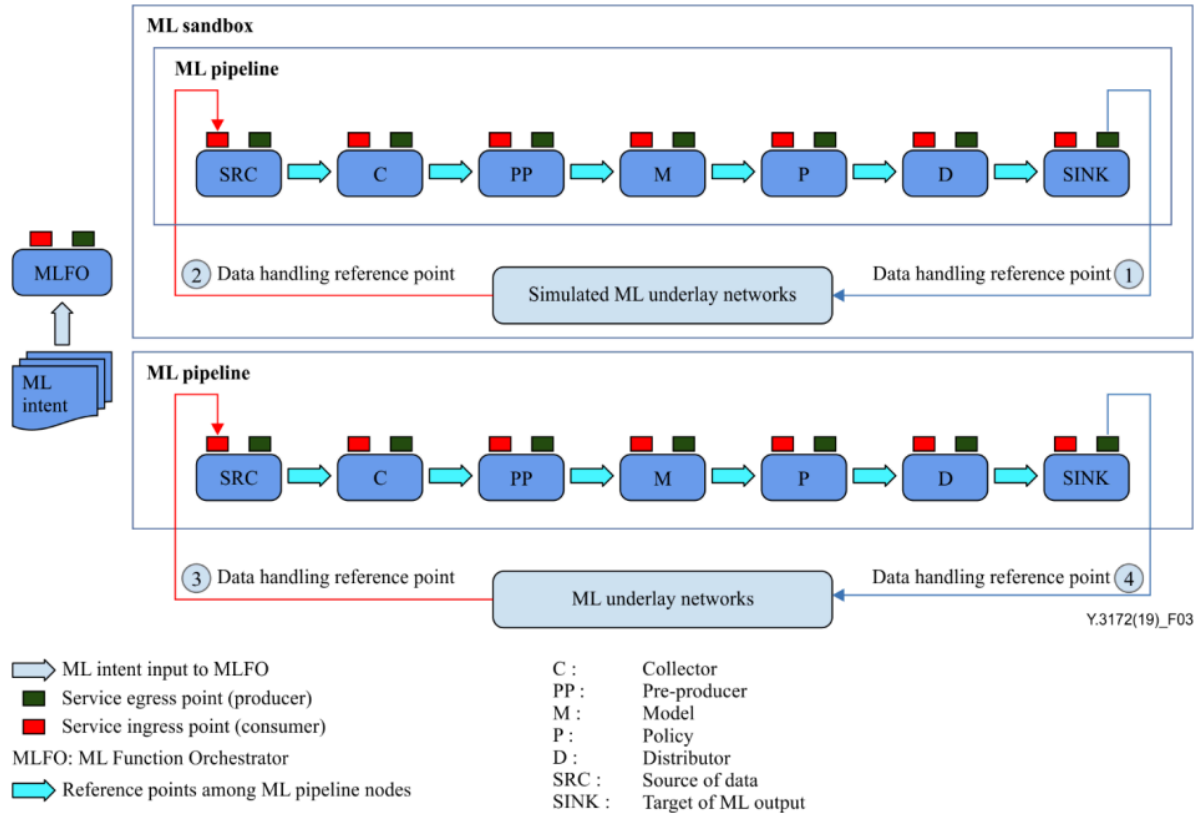 ML sandbox
ML pipeline
SRC
C
PP
M
P
D
SINK
2
Data handling reference point
Simulated ML underlay networks
Data handling reference point
1
MLFO
ML
intent
ML pipeline
SRC
C
PP
M
P
D
SINK
3
Data handling reference point
ML underlay networks
Data handling reference point
4
Y.3172(19)_F03
ML intent input to MLFO
Service egress point (producer)
Service ingress point (consumer)
MLFO: ML Function Orchestrator
Reference points among ML pipeline nodes
C : Collector
PP : Pre-producer
M : Model
P : Policy
D : Distributor
SRC : Source of data
SINK : Target of ML output